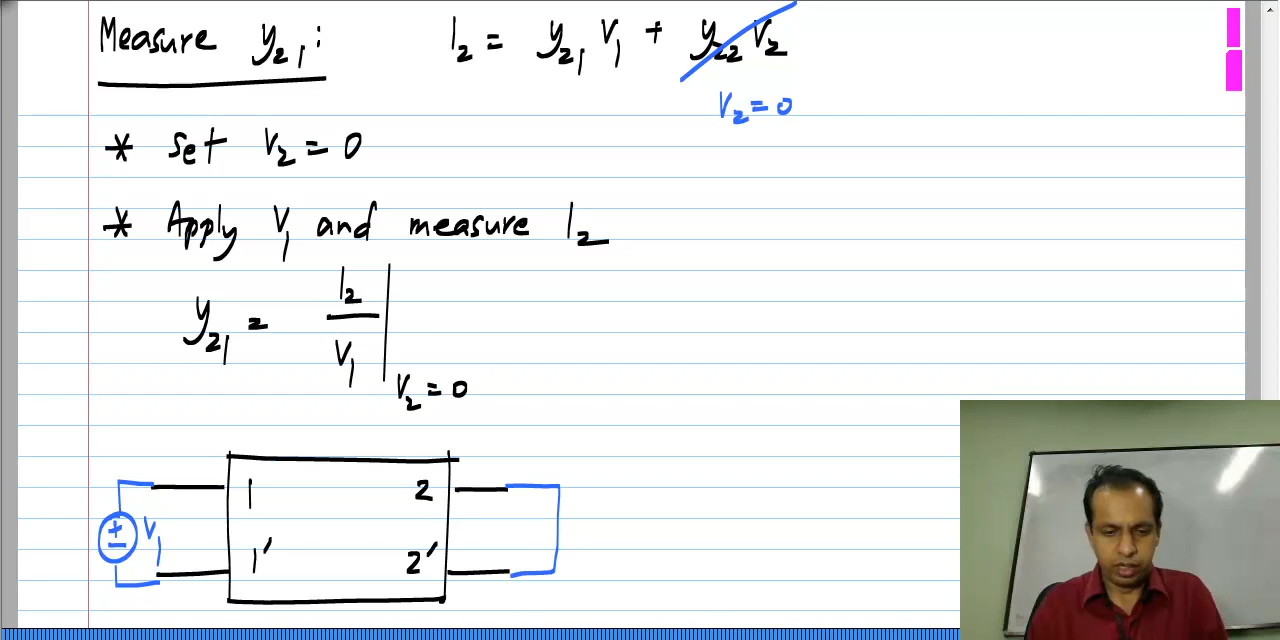 Measure y₂₁: I₂ = y₂₁ V₁ + y₂₂ V₂
V₂ = 0
* Set V₂ = 0
* Apply V₁ and measure I₂
y₂₁ = I₂ / V₁ |V₂ = 0
1 2
± V₁
1′ 2′